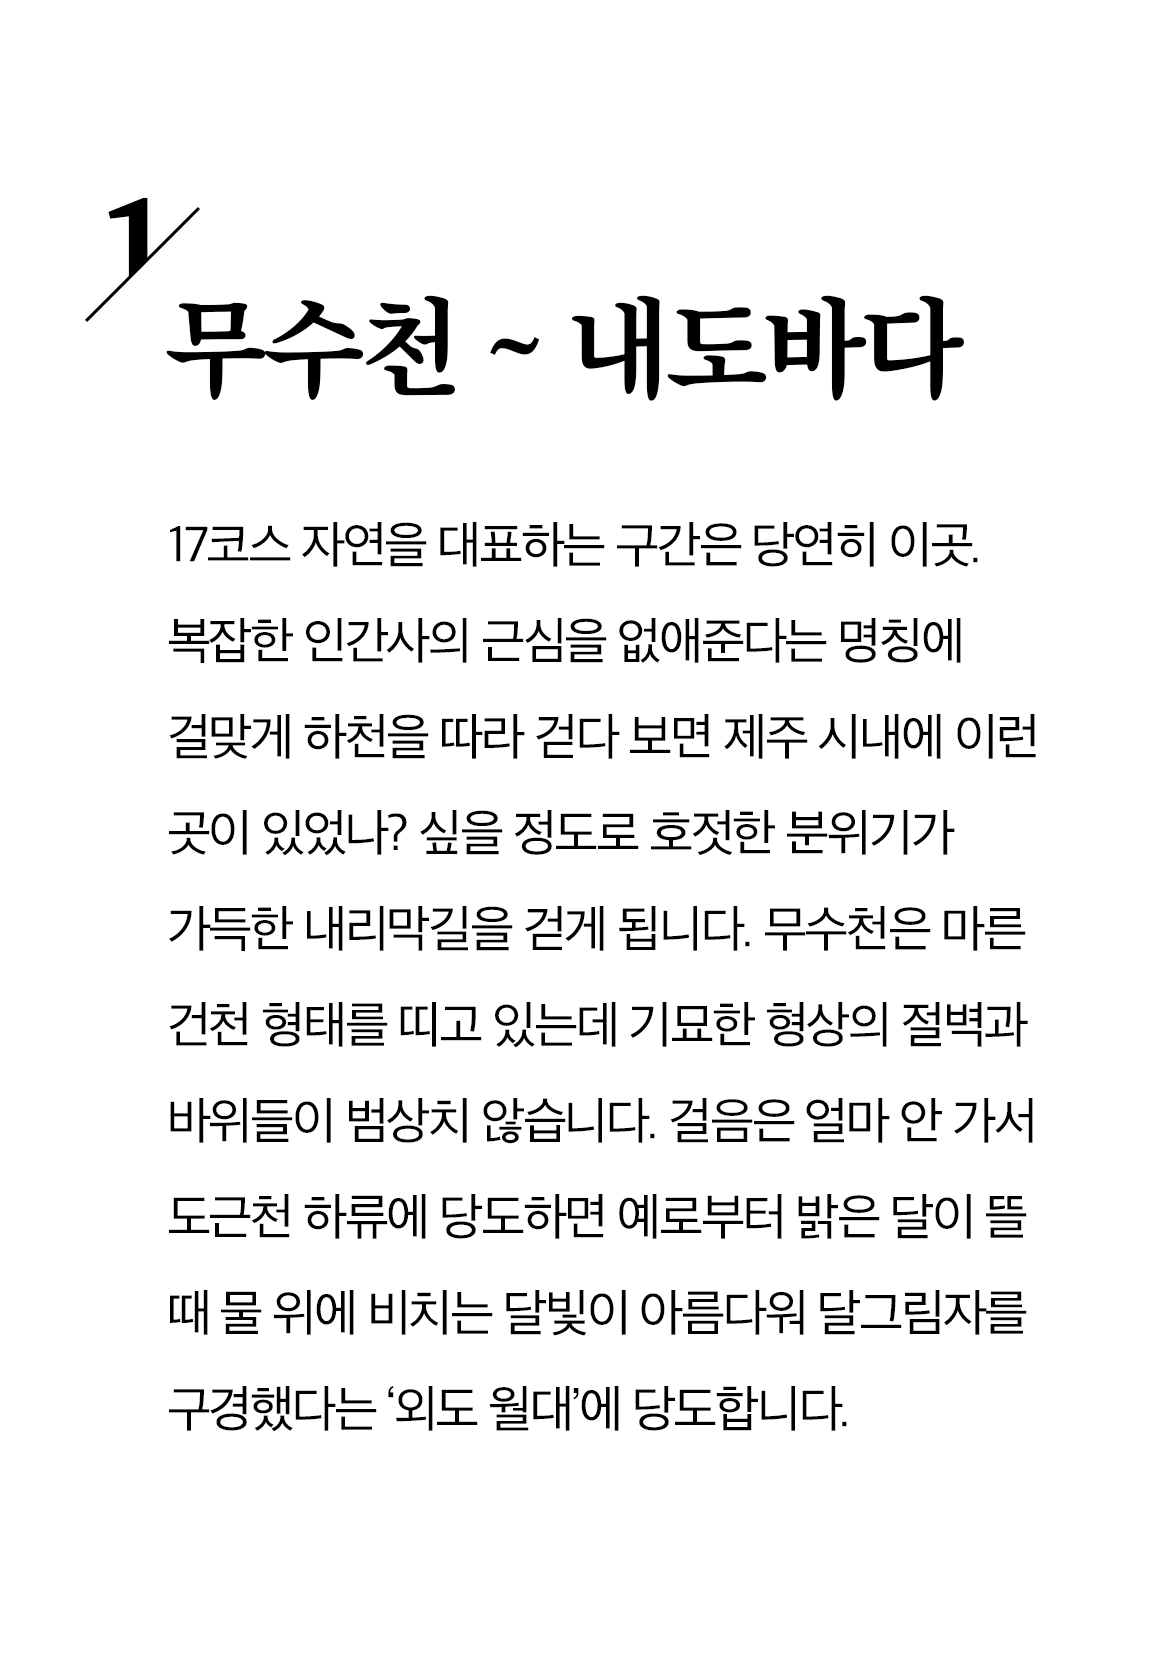 1
무수천 ~ 내도바다
17코스 자연을 대표하는 구간은 당연히 이곳.
복잡한 인간사의 근심을 없애준다는 명칭에
걸맞게 하천을 따라 걷다 보면 제주 시내에 이런
곳이 있었나? 싶을 정도로 호젓한 분위기가
가득한 내리막길을 걷게 됩니다. 무수천은 마른
건천 형태를 띠고 있는데 기묘한 형상의 절벽과
바위들이 범상치 않습니다. 걸음은 얼마 안 가서
도근천 하류에 당도하면 예로부터 밝은 달이 뜰
때 물 위에 비치는 달빛이 아름다워 달그림자를
구경했다는 ‘외도 월대’에 당도합니다.